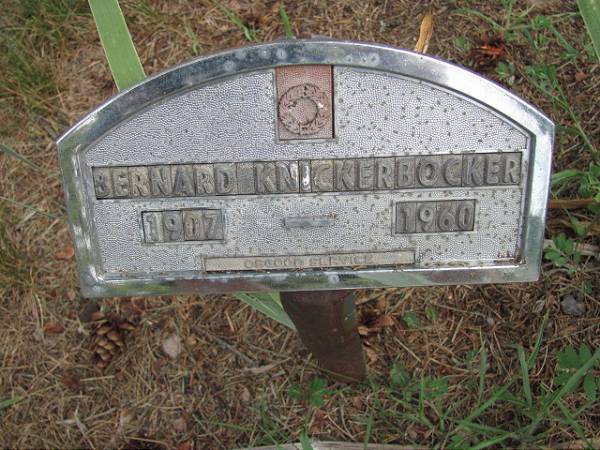 BERNARD KNICKERBOCKER
1907 1960
OSGOOD SERVICE